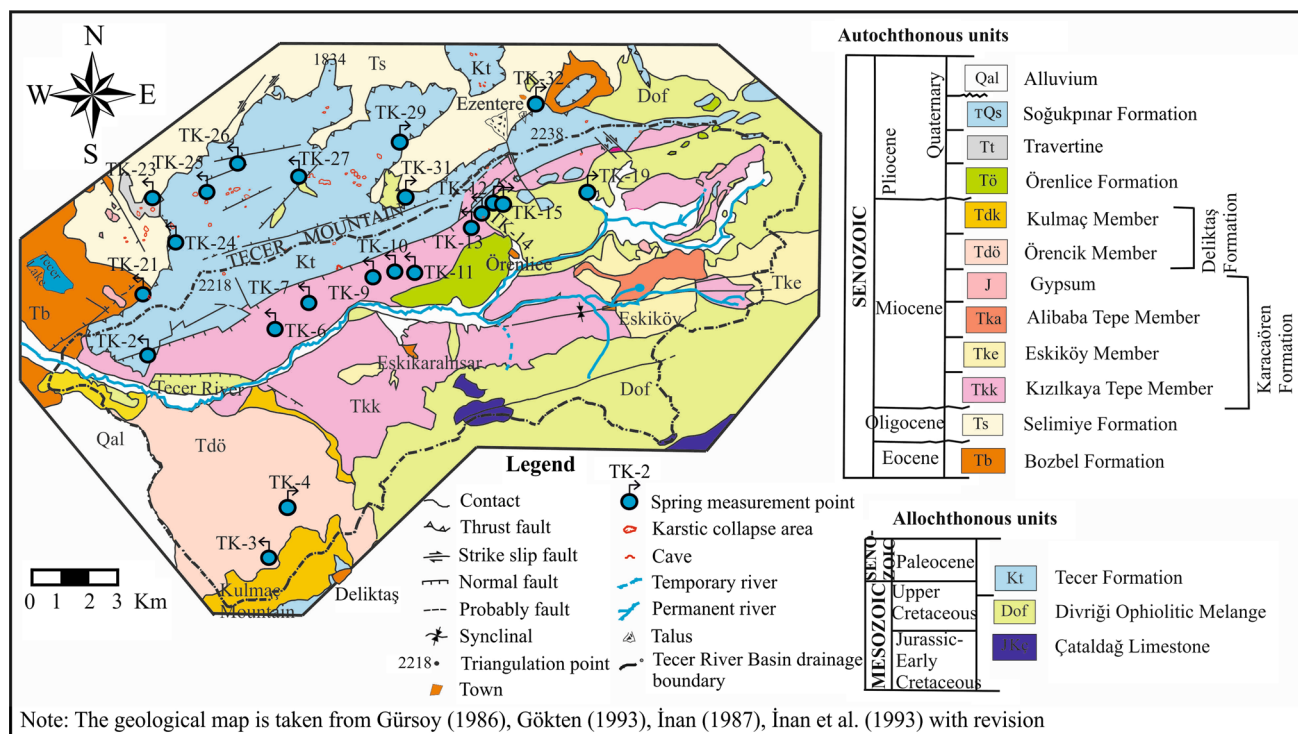 N
W
E
S
1834
Ts
Kt
TK-32
Ezentere
Dof
TK-29
2238
TK-26
TK-25
TK-23
TK-27
TK-31
TK-12
TK-19
TK-15
TK-14
TK-13
TK-24
TECER MOUNTAIN
Kt
TK-10
TK-11
Örenlice
Tke
TK-21
Tecer
Lake
Tb
2218
TK-7
TK-9
TK-6
Eskiköy
TK-2
Eskikarahisar
Tecer River
Tkk
Dof
Qal
Tdö
TK-4
TK-3
Kulmaç
Mountain
Deliktaş
0 1 2 3 Km
Legend
Contact
Thrust fault
Strike slip fault
Normal fault
Probably fault
Synclinal
2218 Triangulation point
Town
TK-2
Spring measurement point
Karstic collapse area
Cave
Temporary river
Permanent river
Talus
Tecer River Basin drainage
boundary
Autochthonous units
SENOZOIC
Pliocene
Quaternary
Miocene
Oligocene
Eocene
Qal Alluvium
TQs Soğukpınar Formation
Tt Travertine
Tö Örenlice Formation
Tdk Kulmaç Member
Tdö Örencik Member
Deliktaş
Formation
J Gypsum
Tka Alibaba Tepe Member
Tke Eskiköy Member
Tkk Kızılkaya Tepe Member
Karacaören
Formation
Ts Selimiye Formation
Tb Bozbel Formation
Allochthonous units
SENO-
ZOIC
MESOZOIC
Paleocene
Upper
Cretaceous
Jurassic-
Early
Cretaceous
Kt Tecer Formation
Dof Divriği Ophiolitic Melange
Çataldağ Limestone
Note: The geological map is taken from Gürsoy (1986), Gökten (1993), İnan (1987), İnan et al. (1993) with revision